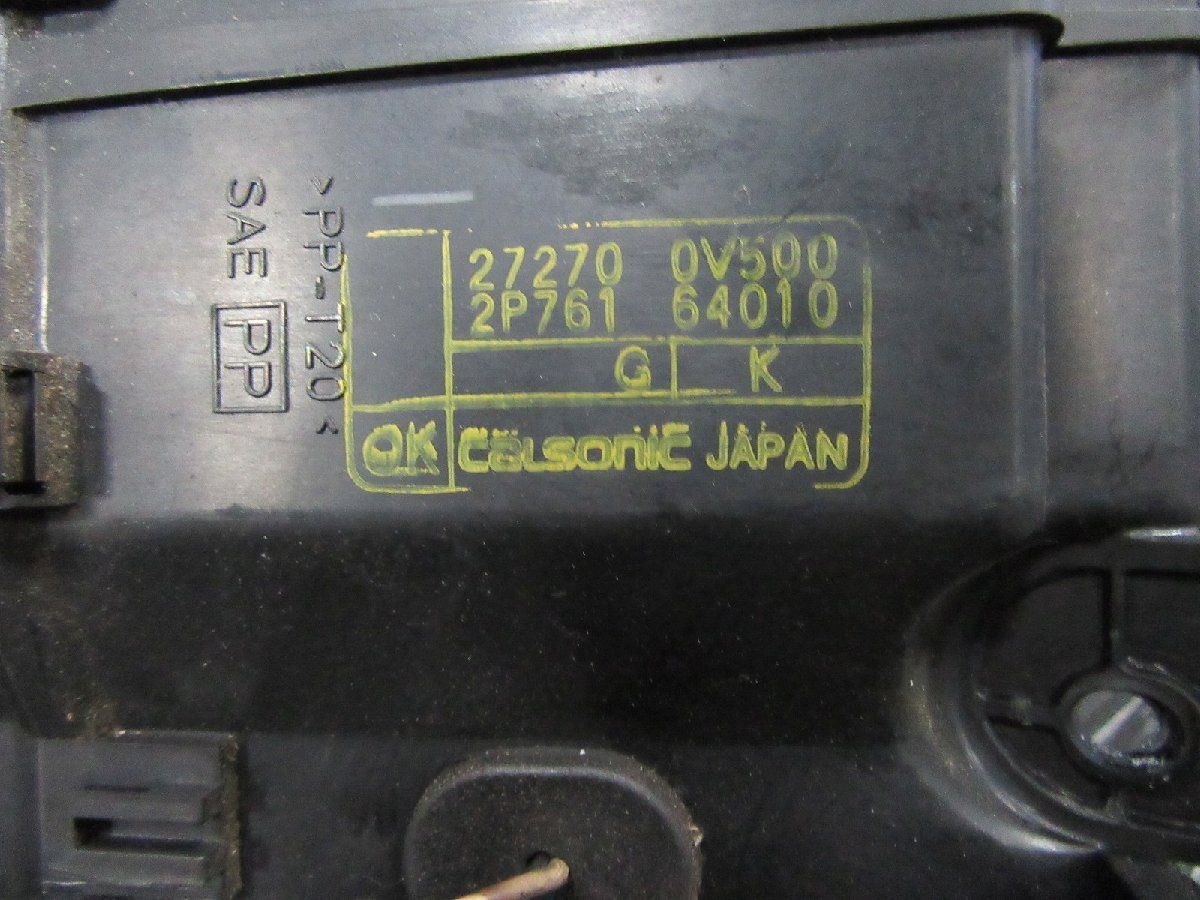 >PP-T20<
SAE PP
27270 0V500
2P761 64010
G K
OK CALSONIC JAPAN